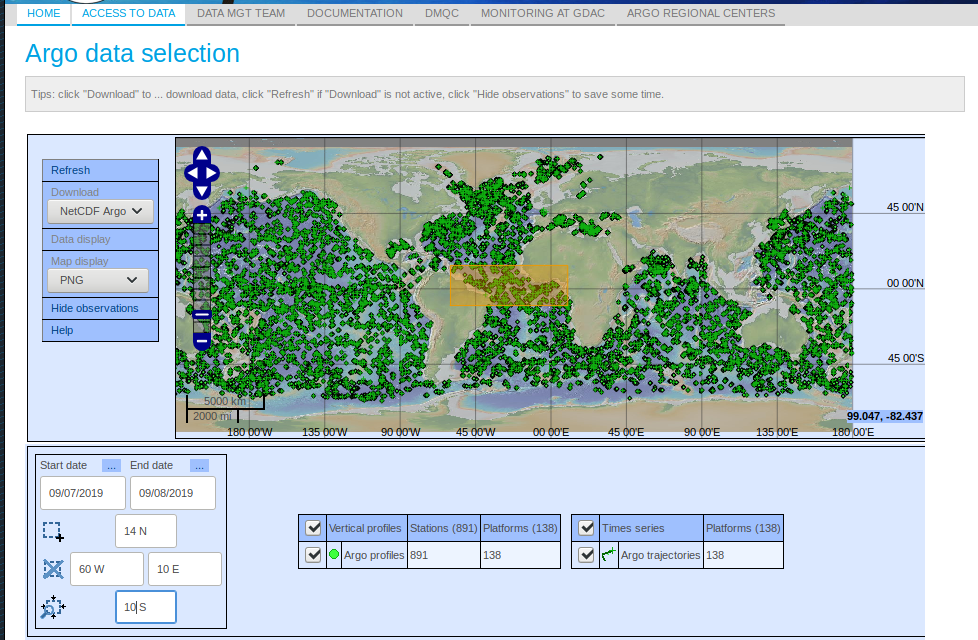 HOME ACCESS TO DATA DATA MGT TEAM DOCUMENTATION DMQC MONITORING AT GDAC ARGO REGIONAL CENTERS
Argo data selection
Tips: click "Download" to ... download data, click "Refresh" if "Download" is not active, click "Hide observations" to save some time.
Refresh
Download
NetCDF Argo
Data display
Map display
PNG
Hide observations
Help
45 00'N
00 00'N
45 00'S
5000 km
2000 mi
99.047, -82.437
180 00'W 135 00'W 90 00'W 45 00'W 00 00'E 45 00'E 90 00'E 135 00'E 180 00'E
Start date ... End date ...
09/07/2019 09/08/2019
14 N
60 W 10 E
10 S
Vertical profiles Stations (891) Platforms (138)
Argo profiles 891 138
Times series Platforms (138)
Argo trajectories 138